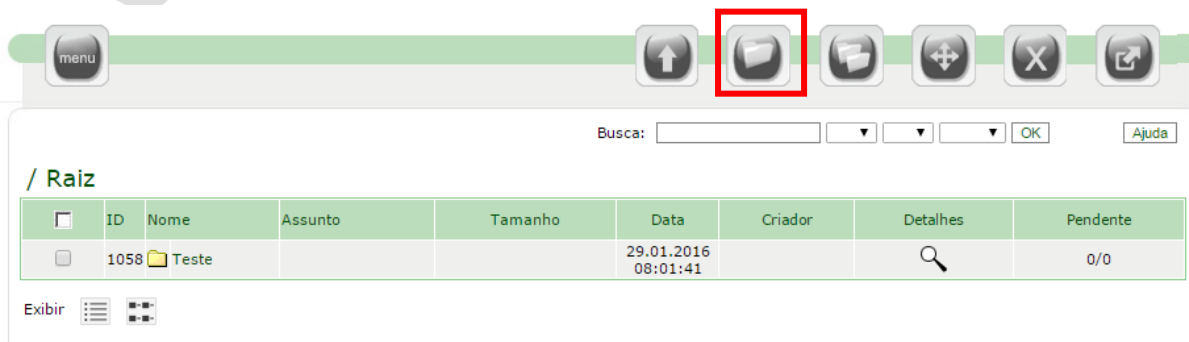 menu
Busca: OK Ajuda
/ Raiz
ID Nome Assunto Tamanho Data Criador Detalhes Pendente
1058 Teste 29.01.2016 08:01:41 0/0
Exibir